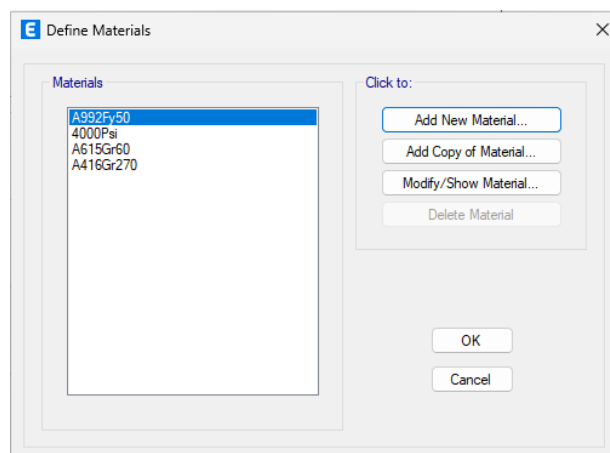 E Define Materials
Materials
A992Fy50
4000Psi
A615Gr60
A416Gr270
Click to:
Add New Material...
Add Copy of Material...
Modify/Show Material...
Delete Material
OK
Cancel